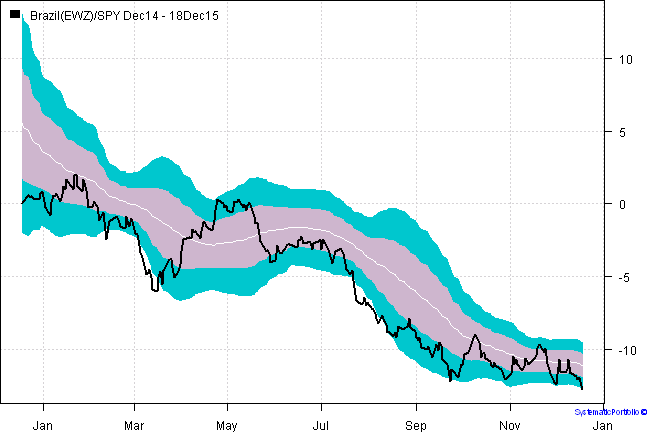 Brazil(EWZ)/SPY Dec14 - 18Dec15
10
5
0
-5
-10
Jan Mar May Jul Sep Nov Jan
SystematicPortfolio ©